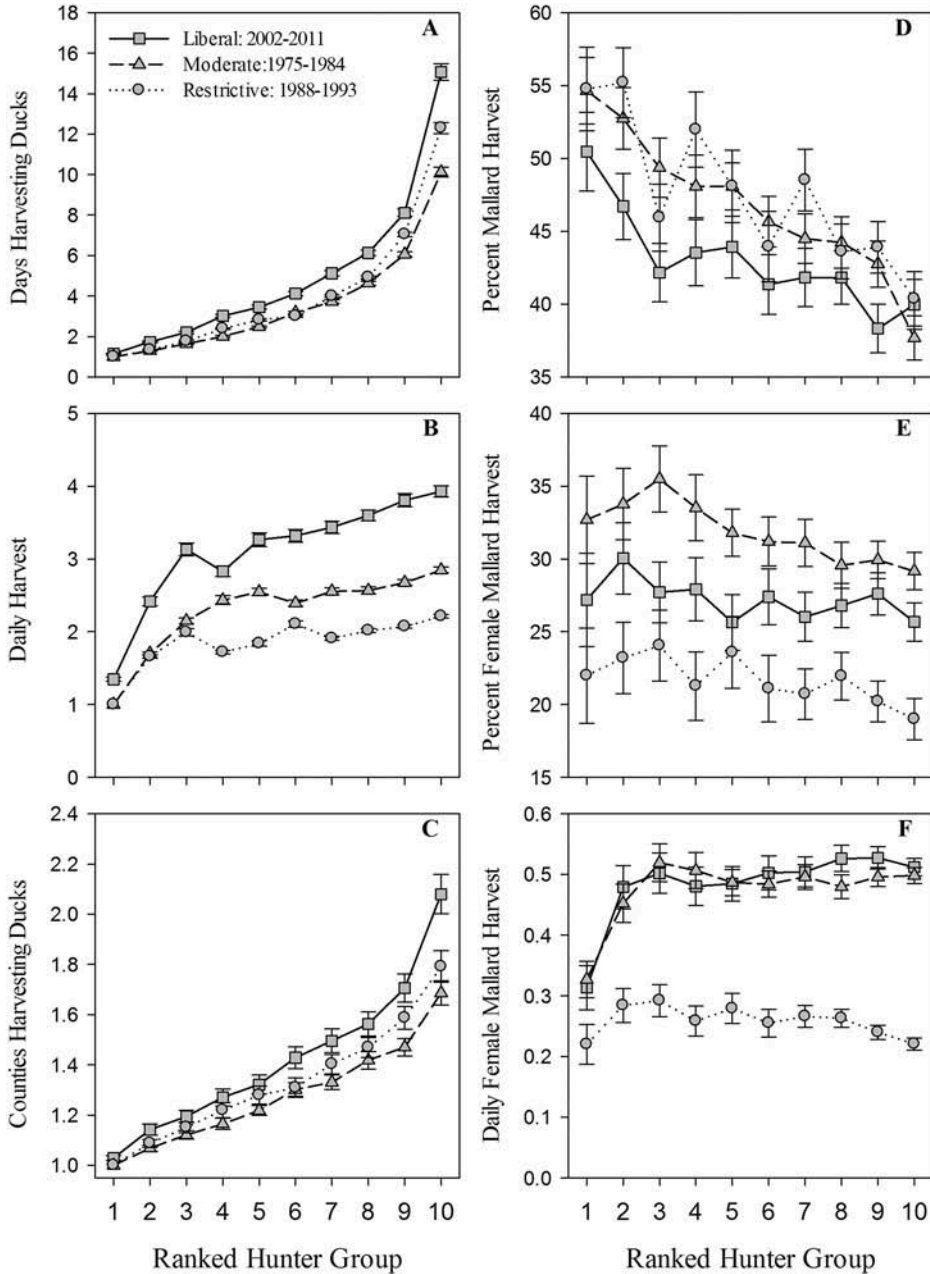 A
Liberal: 2002-2011
Moderate:1975-1984
Restrictive: 1988-1993
Days Harvesting Ducks
18
16
14
12
10
8
6
4
2
0
B
Daily Harvest
5
4
3
2
1
0
C
Counties Harvesting Ducks
2.4
2.2
2.0
1.8
1.6
1.4
1.2
1.0
1 2 3 4 5 6 7 8 9 10
Ranked Hunter Group
D
Percent Mallard Harvest
60
55
50
45
40
35
E
Percent Female Mallard Harvest
40
35
30
25
20
15
F
Daily Female Mallard Harvest
0.6
0.5
0.4
0.3
0.2
0.1
0.0
1 2 3 4 5 6 7 8 9 10
Ranked Hunter Group